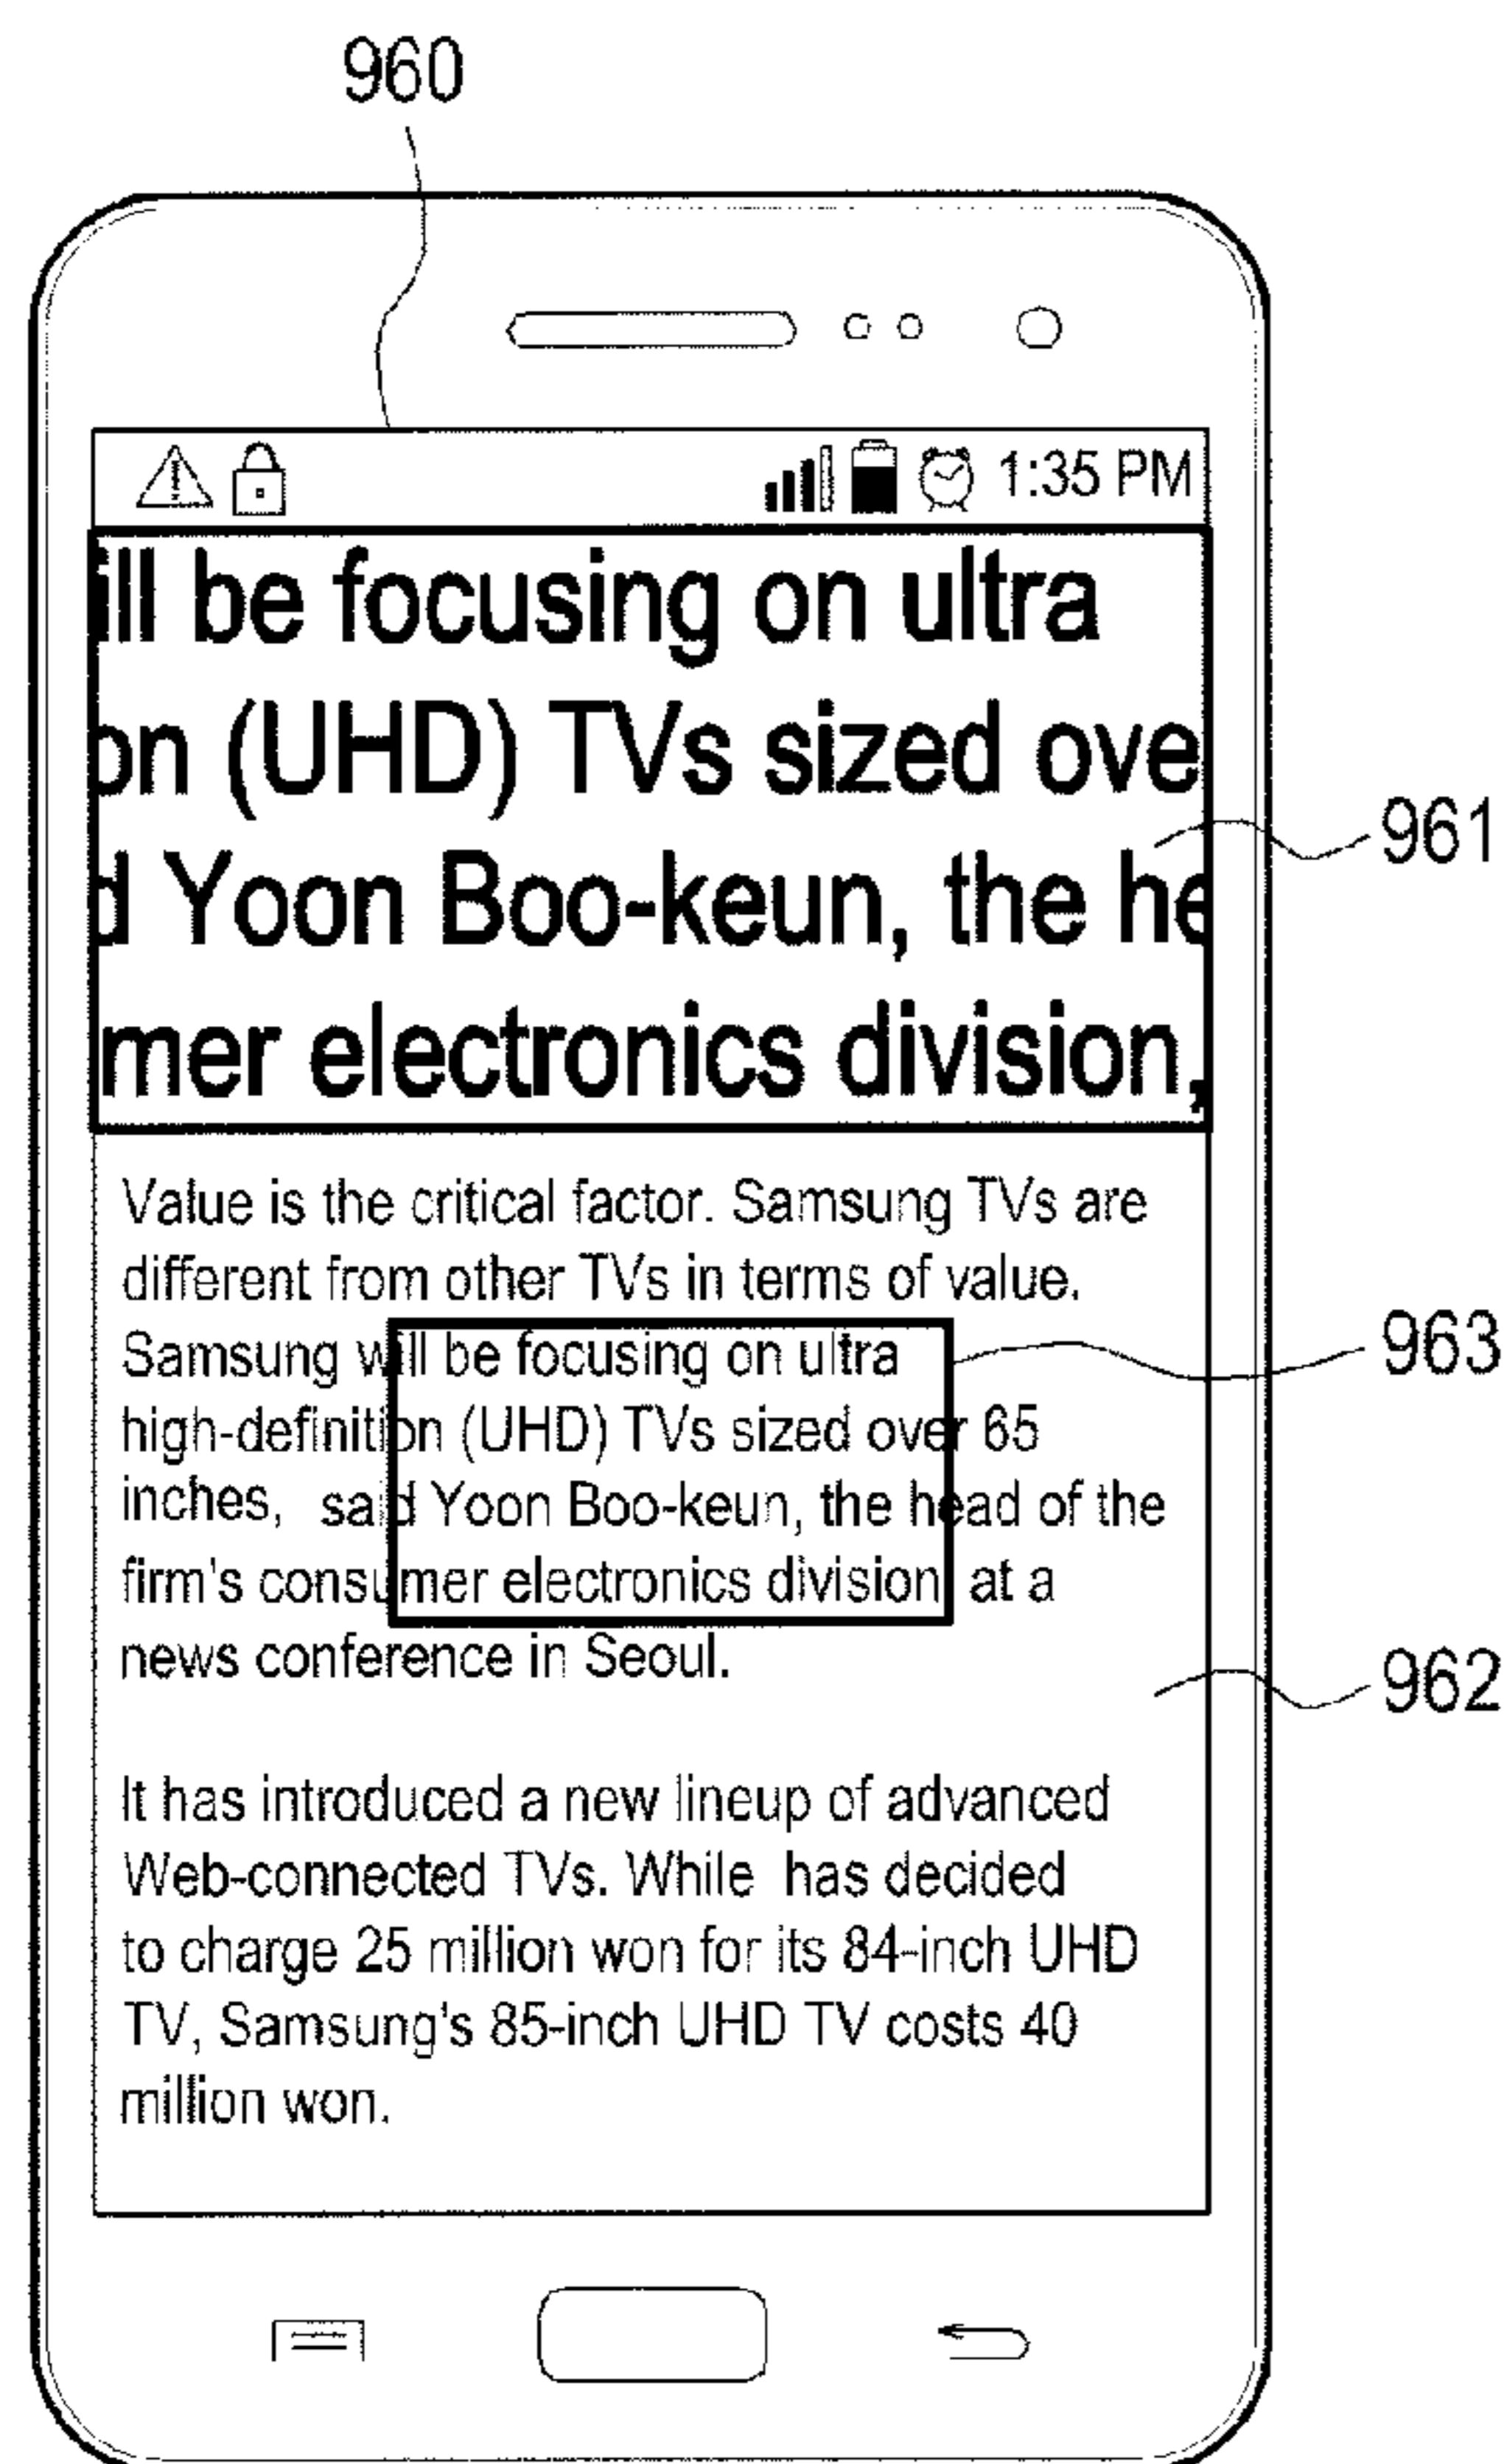 960
1:35 PM
ill be focusing on ultra
on (UHD) TVs sized ove
961
d Yoon Boo-keun, the he
mer electronics division,
Value is the critical factor. Samsung TVs are
different from other TVs in terms of value.
Samsung will be focusing on ultra
963
high-definition (UHD) TVs sized over 65
inches, said Yoon Boo-keun, the head of the
firm's consumer electronics division, at a
news conference in Seoul.
962
It has introduced a new lineup of advanced
Web-connected TVs. While has decided
to charge 25 million won for its 84-inch UHD
TV, Samsung's 85-inch UHD TV costs 40
million won.